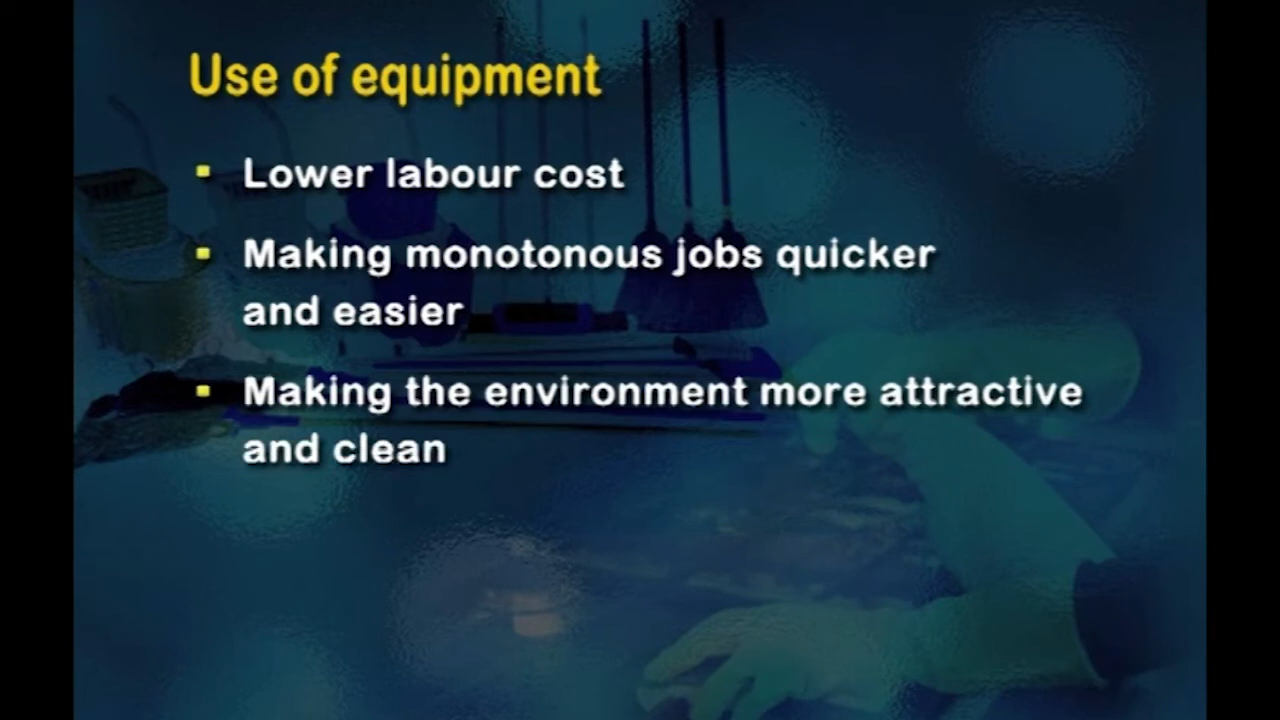 Use of equipment
Lower labour cost
Making monotonous jobs quicker
and easier
Making the environment more attractive
and clean